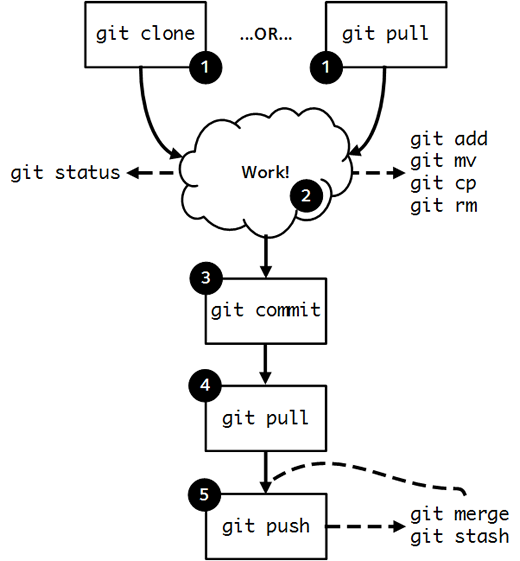 git clone
...OR...
git pull
1
1
git status
Work!
2
git add
git mv
git cp
git rm
3
git commit
4
git pull
5
git push
git merge
git stash